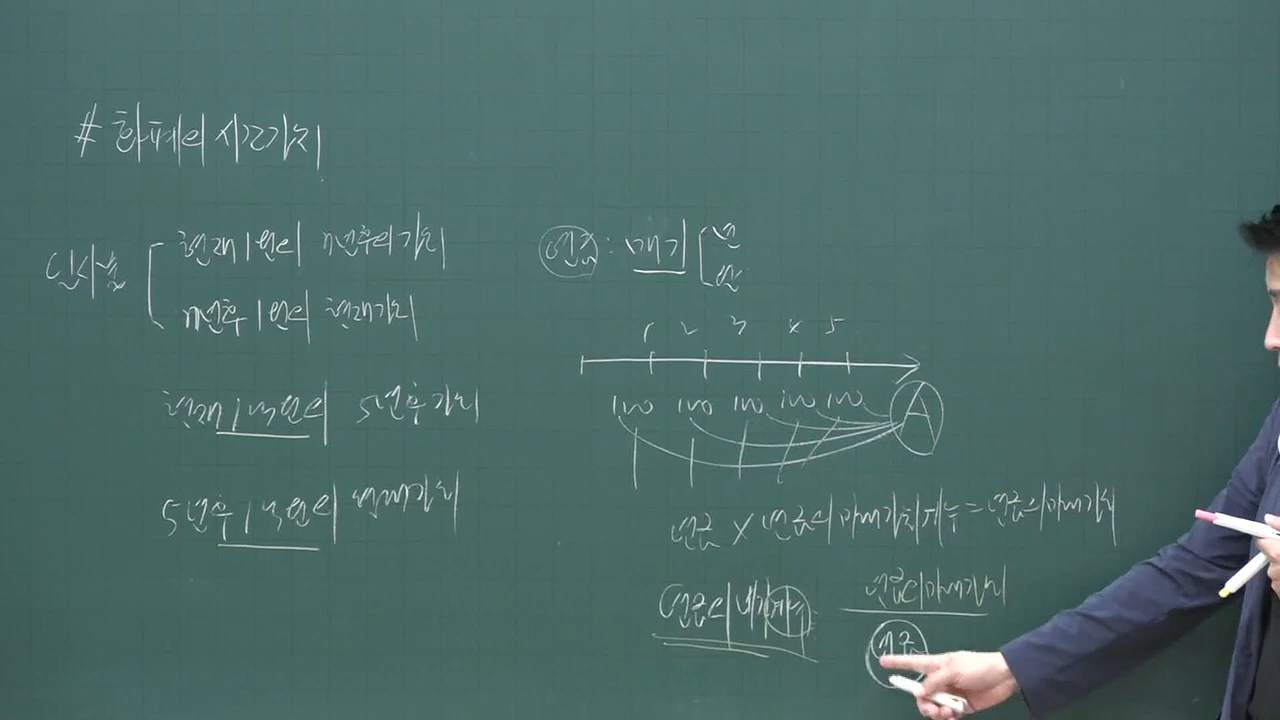 # 화폐의 시간가치
일시불
현재 1원의 n년후의 가치
n년후 1원의 현재가치
현재 1억원의 5년후 가치
5년후 1억원의 현재가치
연금 : 매기
년
월
1 2 3 4 5
100 100 100 100 100
A
연금 × 연금의 미래가치계수 = 연금의 미래가치
연금의 내가계수
연금의 미래가치
연금